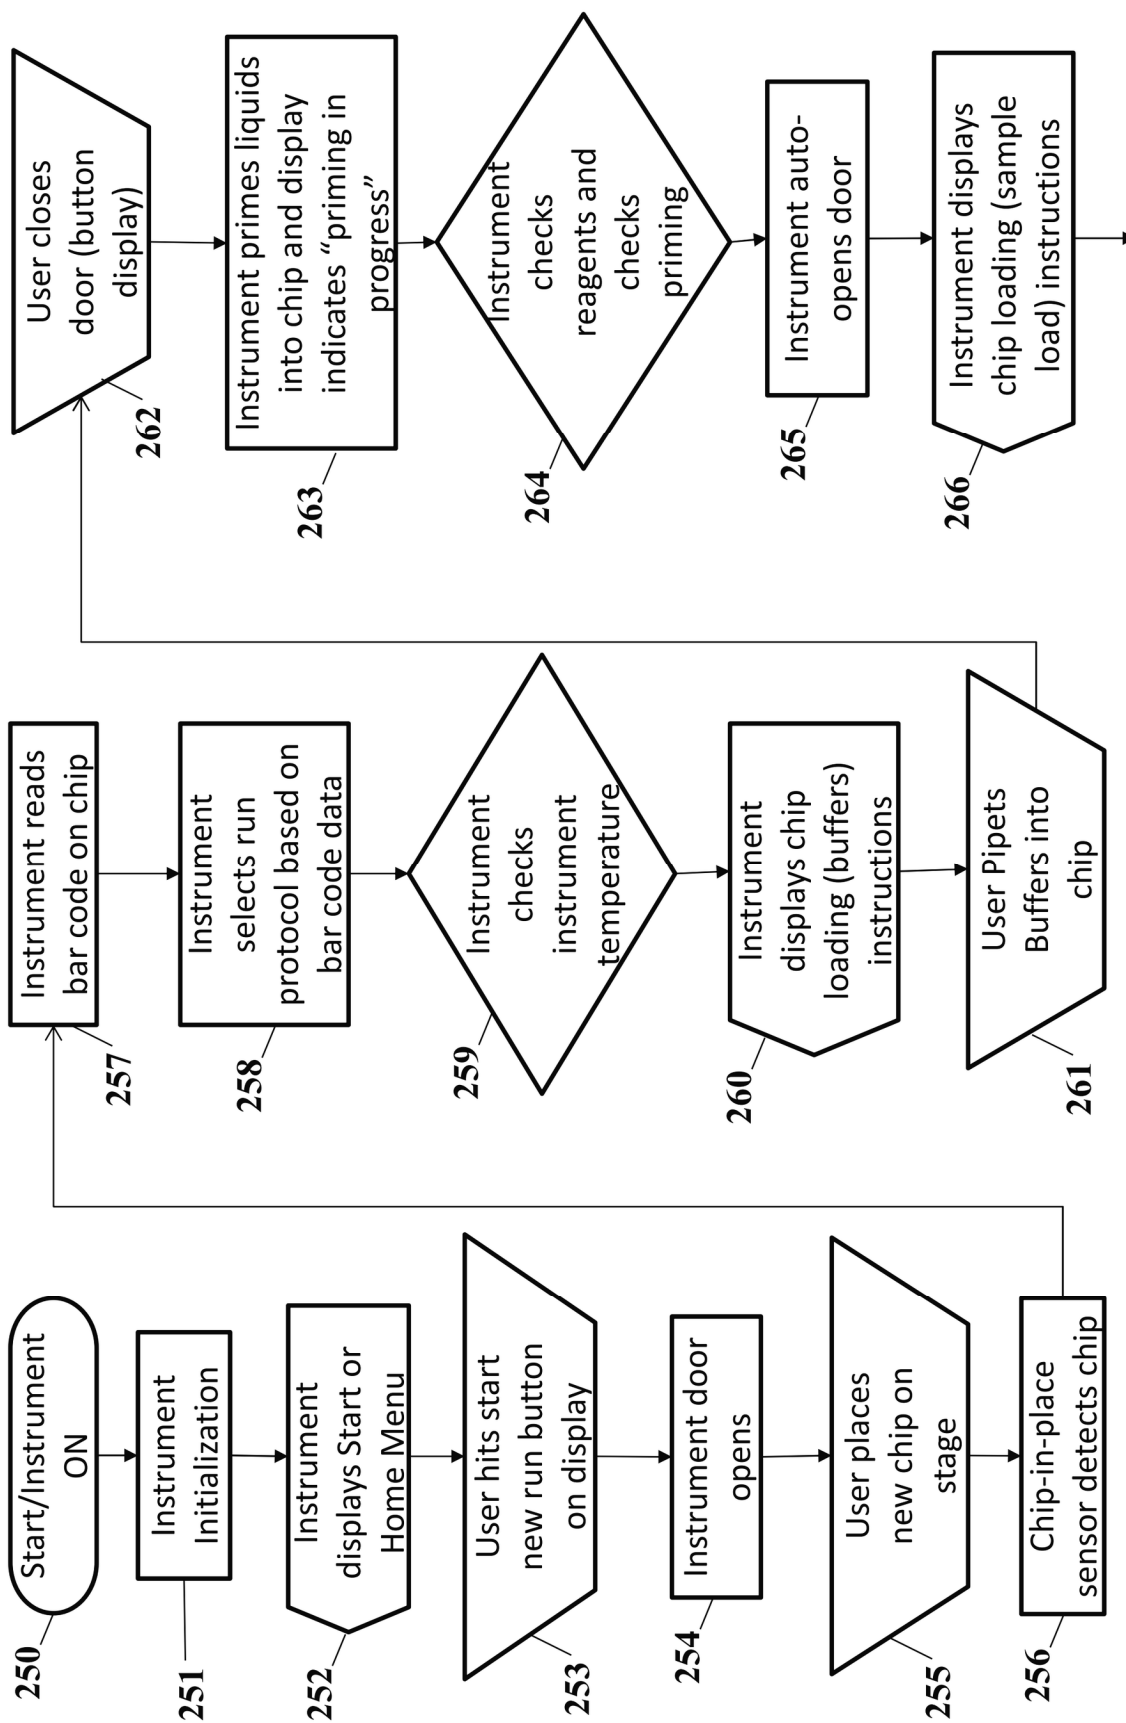 250
Start/Instrument
ON
251
Instrument
Initialization
252
Instrument
displays Start or
Home Menu
253
User hits start
new run button
on display
254
Instrument door
opens
255
User places
new chip on
stage
256
Chip-in-place
sensor detects chip
257
Instrument reads
bar code on chip
258
Instrument
selects run
protocol based on
bar code data
259
Instrument
checks
instrument
temperature
260
Instrument
displays chip
loading (buffers)
instructions
261
User Pipets
Buffers into
chip
262
User closes
door (button
display)
263
Instrument primes liquids
into chip and display
indicates “priming in
progress”
264
Instrument
checks
reagents and
checks
priming
265
Instrument auto-
opens door
266
Instrument displays
chip loading (sample
load) instructions